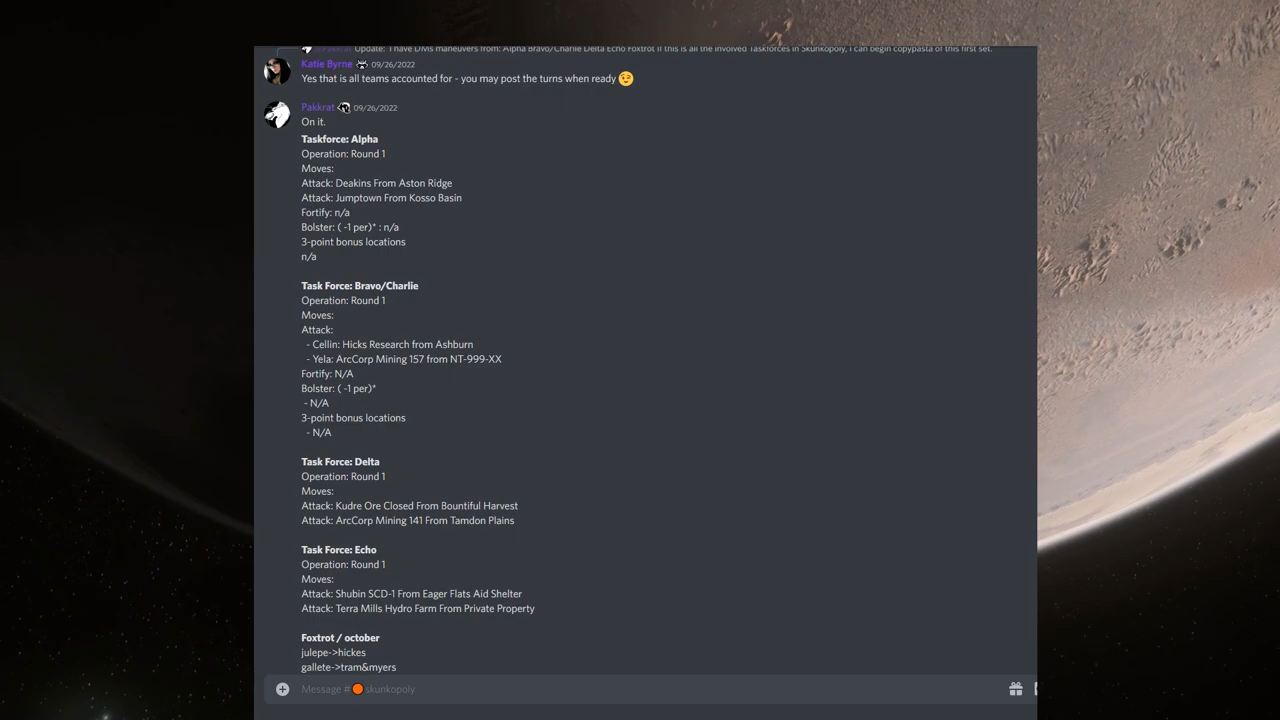 @Pakkrat Update: I have DMs maneuvers from: Alpha Bravo/Charlie Delta Echo Foxtrot If this is all the involved Taskforces in Skunkopoly, I can begin copypasta of this first set.
Katie Byrne 09/26/2022
Yes that is all teams accounted for - you may post the turns when ready 😉
Pakkrat 09/26/2022
On it.
Taskforce: Alpha
Operation: Round 1
Moves:
Attack: Deakins From Aston Ridge
Attack: Jumptown From Kosso Basin
Fortify: n/a
Bolster: ( -1 per)* : n/a
3-point bonus locations
n/a
Task Force: Bravo/Charlie
Operation: Round 1
Moves:
Attack:
- Cellin: Hicks Research from Ashburn
- Yela: ArcCorp Mining 157 from NT-999-XX
Fortify: N/A
Bolster: ( -1 per)*
- N/A
3-point bonus locations
- N/A
Task Force: Delta
Operation: Round 1
Moves:
Attack: Kudre Ore Closed From Bountiful Harvest
Attack: ArcCorp Mining 141 From Tamdon Plains
Task Force: Echo
Operation: Round 1
Moves:
Attack: Shubin SCD-1 From Eager Flats Aid Shelter
Attack: Terra Mills Hydro Farm From Private Property
Foxtrot / october
julepe->hickes
gallete->tram&myers
Message # skunkopoly